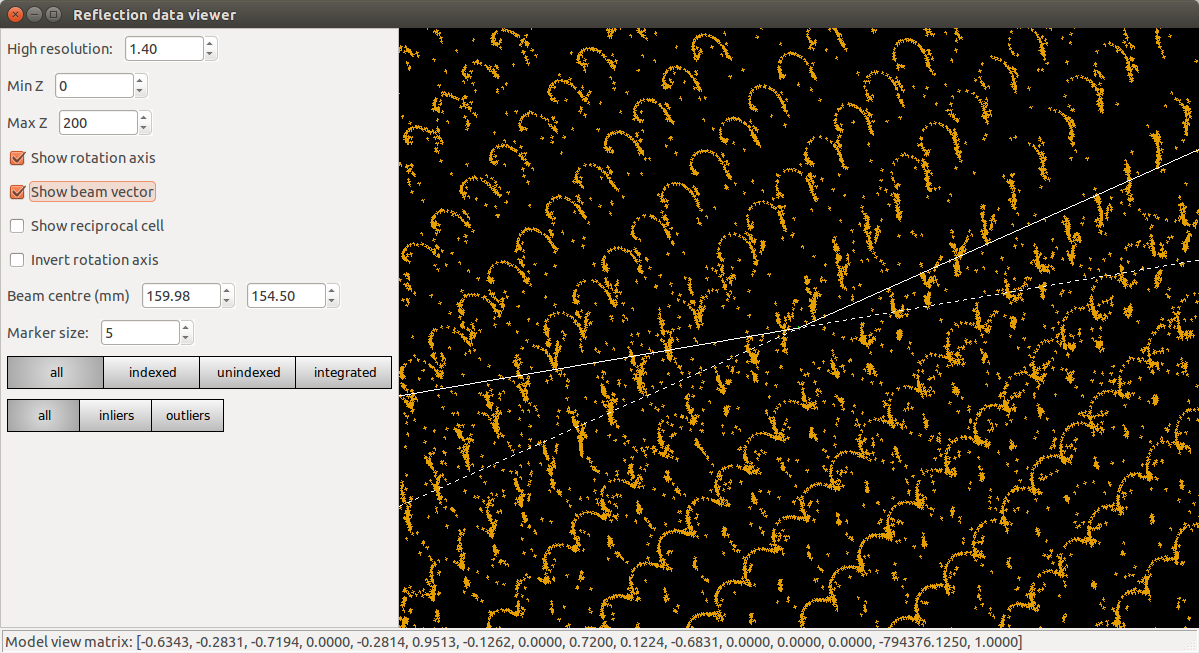 Reflection data viewer
High resolution: 1.40
Min Z 0
Max Z 200
Show rotation axis
Show beam vector
Show reciprocal cell
Invert rotation axis
Beam centre (mm) 159.98 154.50
Marker size: 5
all indexed unindexed integrated
all inliers outliers
Model view matrix: [-0.6343, -0.2831, -0.7194, 0.0000, -0.2814, 0.9513, -0.1262, 0.0000, 0.7200, 0.1224, -0.6831, 0.0000, 0.0000, 0.0000, -794376.1250, 1.0000]